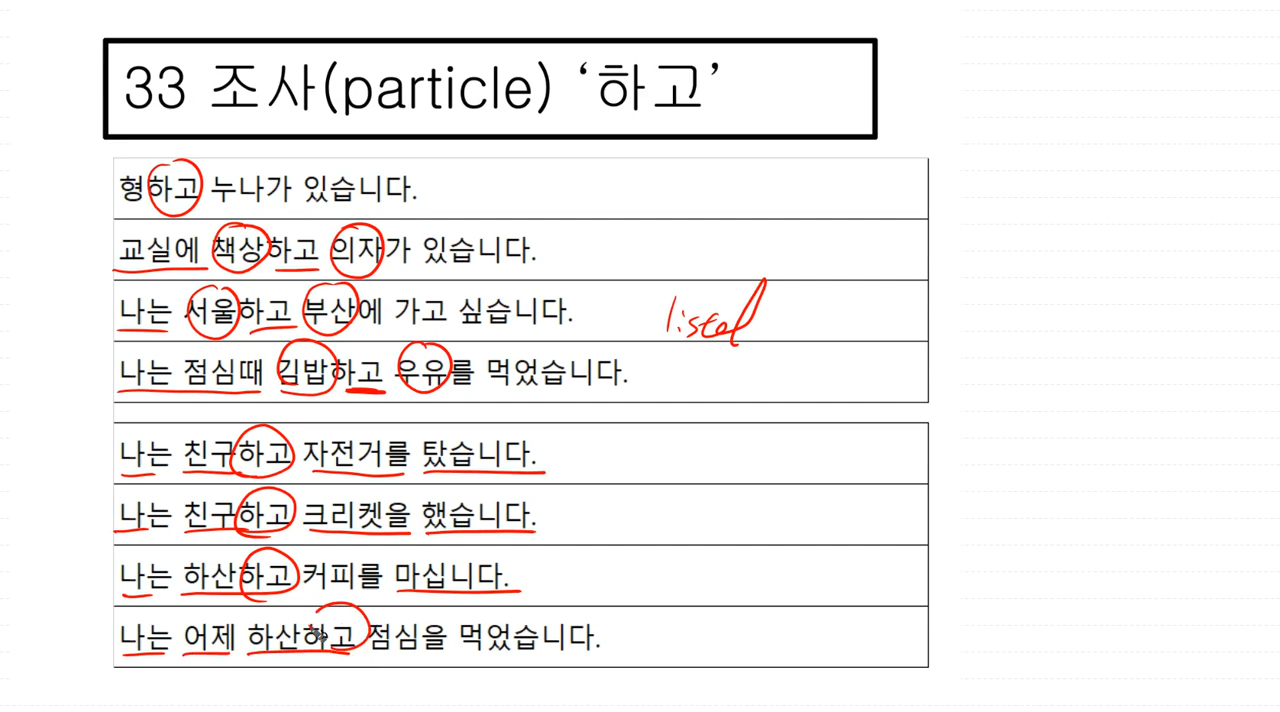 33 조사(particle) ‘하고’
형하고 누나가 있습니다.
교실에 책상하고 의자가 있습니다.
나는 서울하고 부산에 가고 싶습니다.
나는 점심때 김밥하고 우유를 먹었습니다.
나는 친구하고 자전거를 탔습니다.
나는 친구하고 크리켓을 했습니다.
나는 하산하고 커피를 마십니다.
나는 어제 하산하고 점심을 먹었습니다.